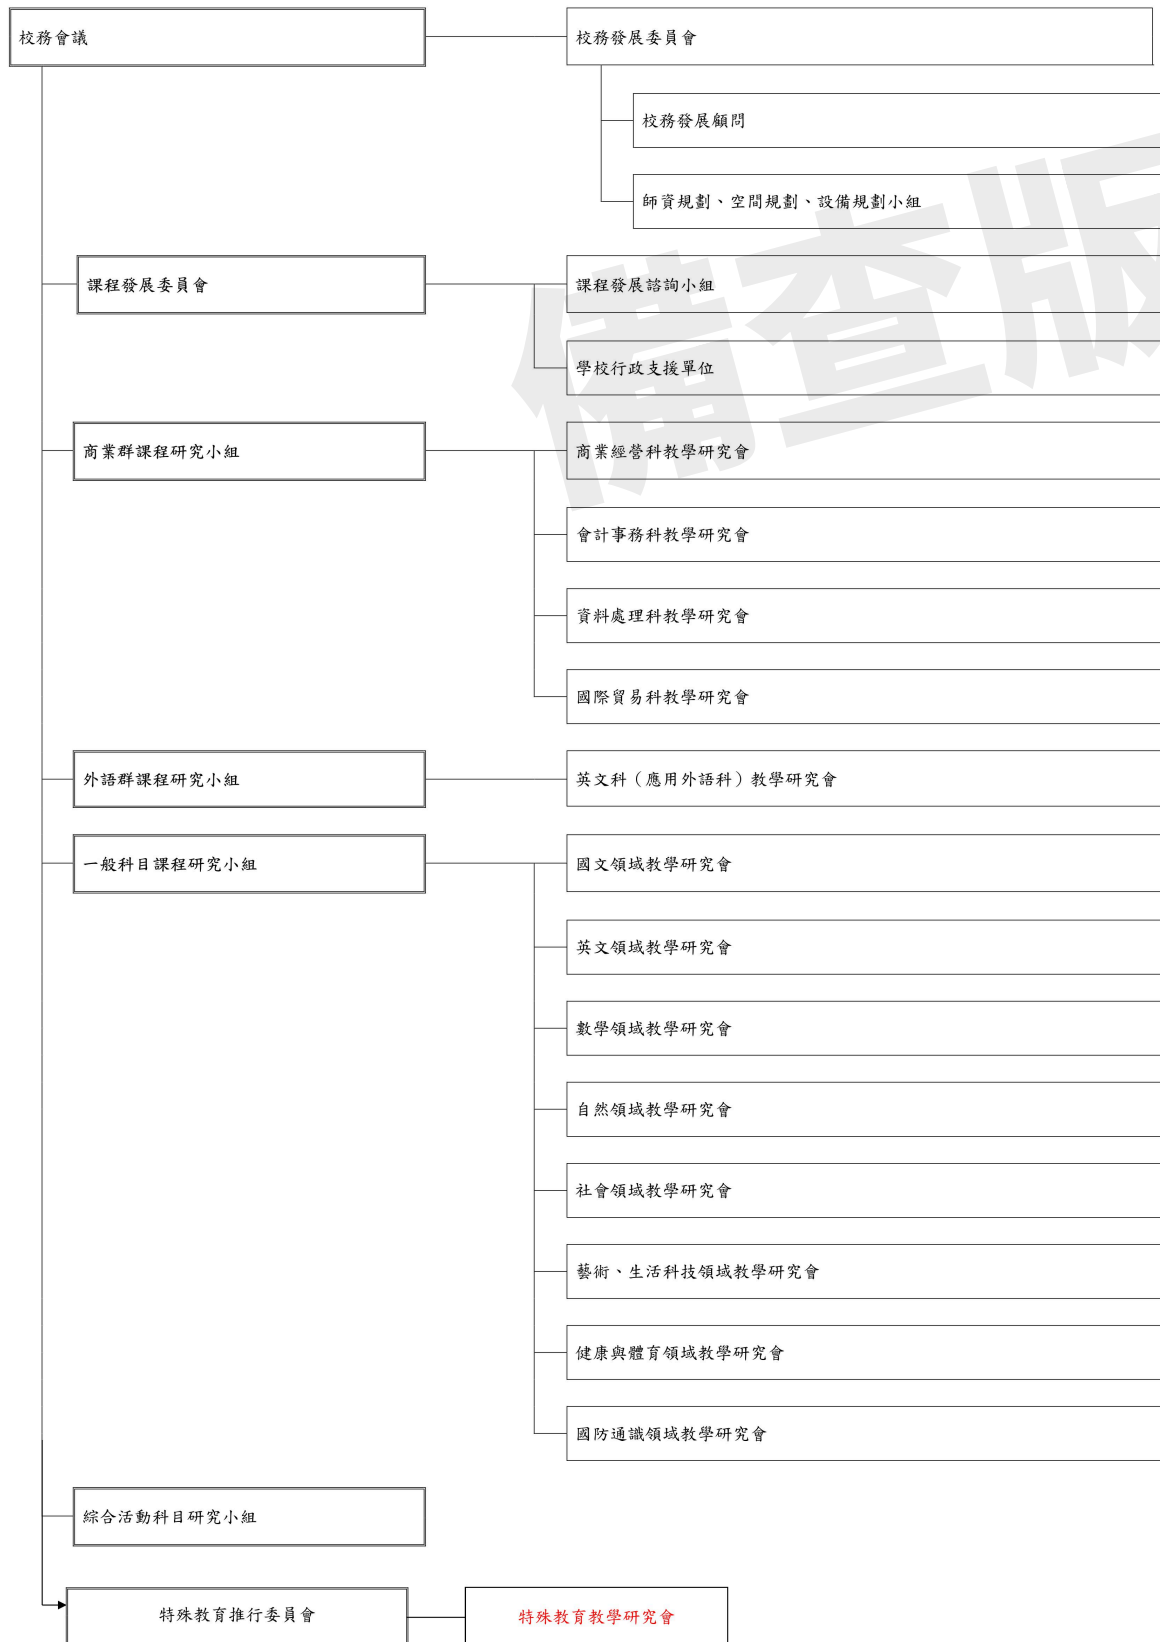 校務會議
校務發展委員會
校務發展顧問
師資規劃、空間規劃、設備規劃小組
課程發展委員會
課程發展諮詢小組
學校行政支援單位
商業群課程研究小組
商業經營科教學研究會
會計事務科教學研究會
資料處理科教學研究會
國際貿易科教學研究會
外語群課程研究小組
英文科（應用外語科）教學研究會
一般科目課程研究小組
國文領域教學研究會
英文領域教學研究會
數學領域教學研究會
自然領域教學研究會
社會領域教學研究會
藝術、生活科技領域教學研究會
健康與體育領域教學研究會
國防通識領域教學研究會
綜合活動科目研究小組
特殊教育推行委員會
特殊教育教學研究會
備查版